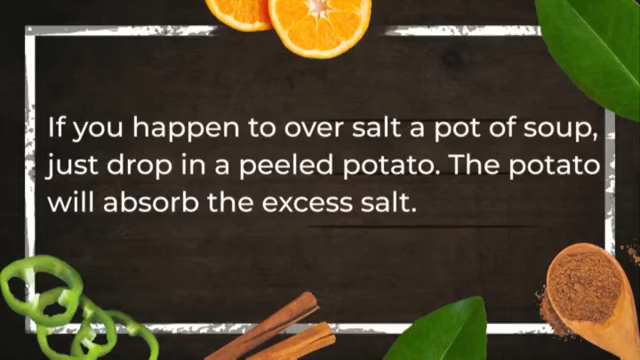 If you happen to over salt a pot of soup,
just drop in a peeled potato. The potato
will absorb the excess salt.